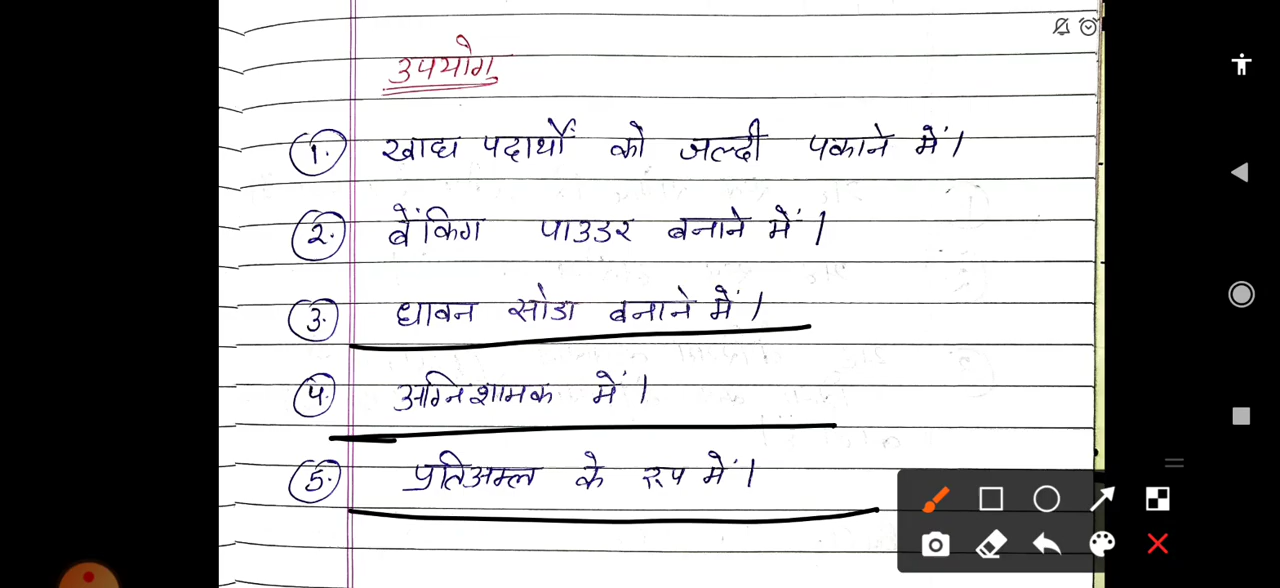 उपयोग
1. खाद्य पदार्थों को जल्दी पकाने में।
2. बेंकिग पाउडर बनाने में।
3. धावन सोडा बनाने में।
4. अग्निशामक में।
5. प्रतिअम्ल के रूप में।